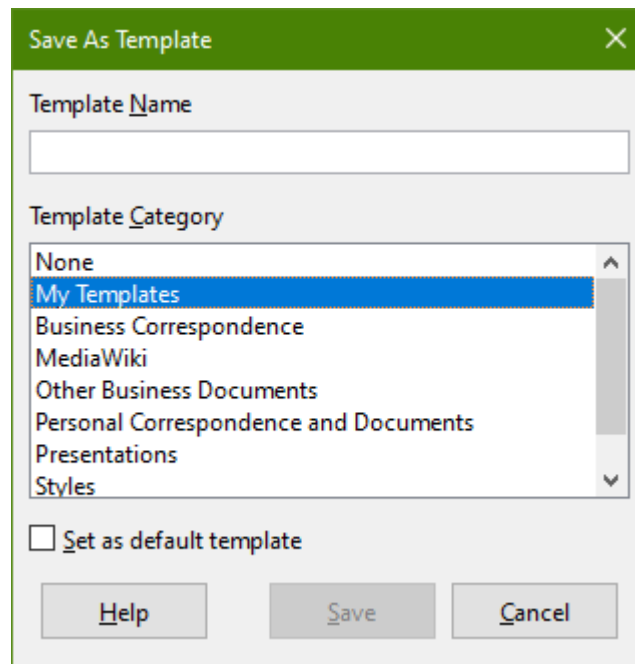 Save As Template
Template Name
Template Category
None
My Templates
Business Correspondence
MediaWiki
Other Business Documents
Personal Correspondence and Documents
Presentations
Styles
Set as default template
Help Save Cancel